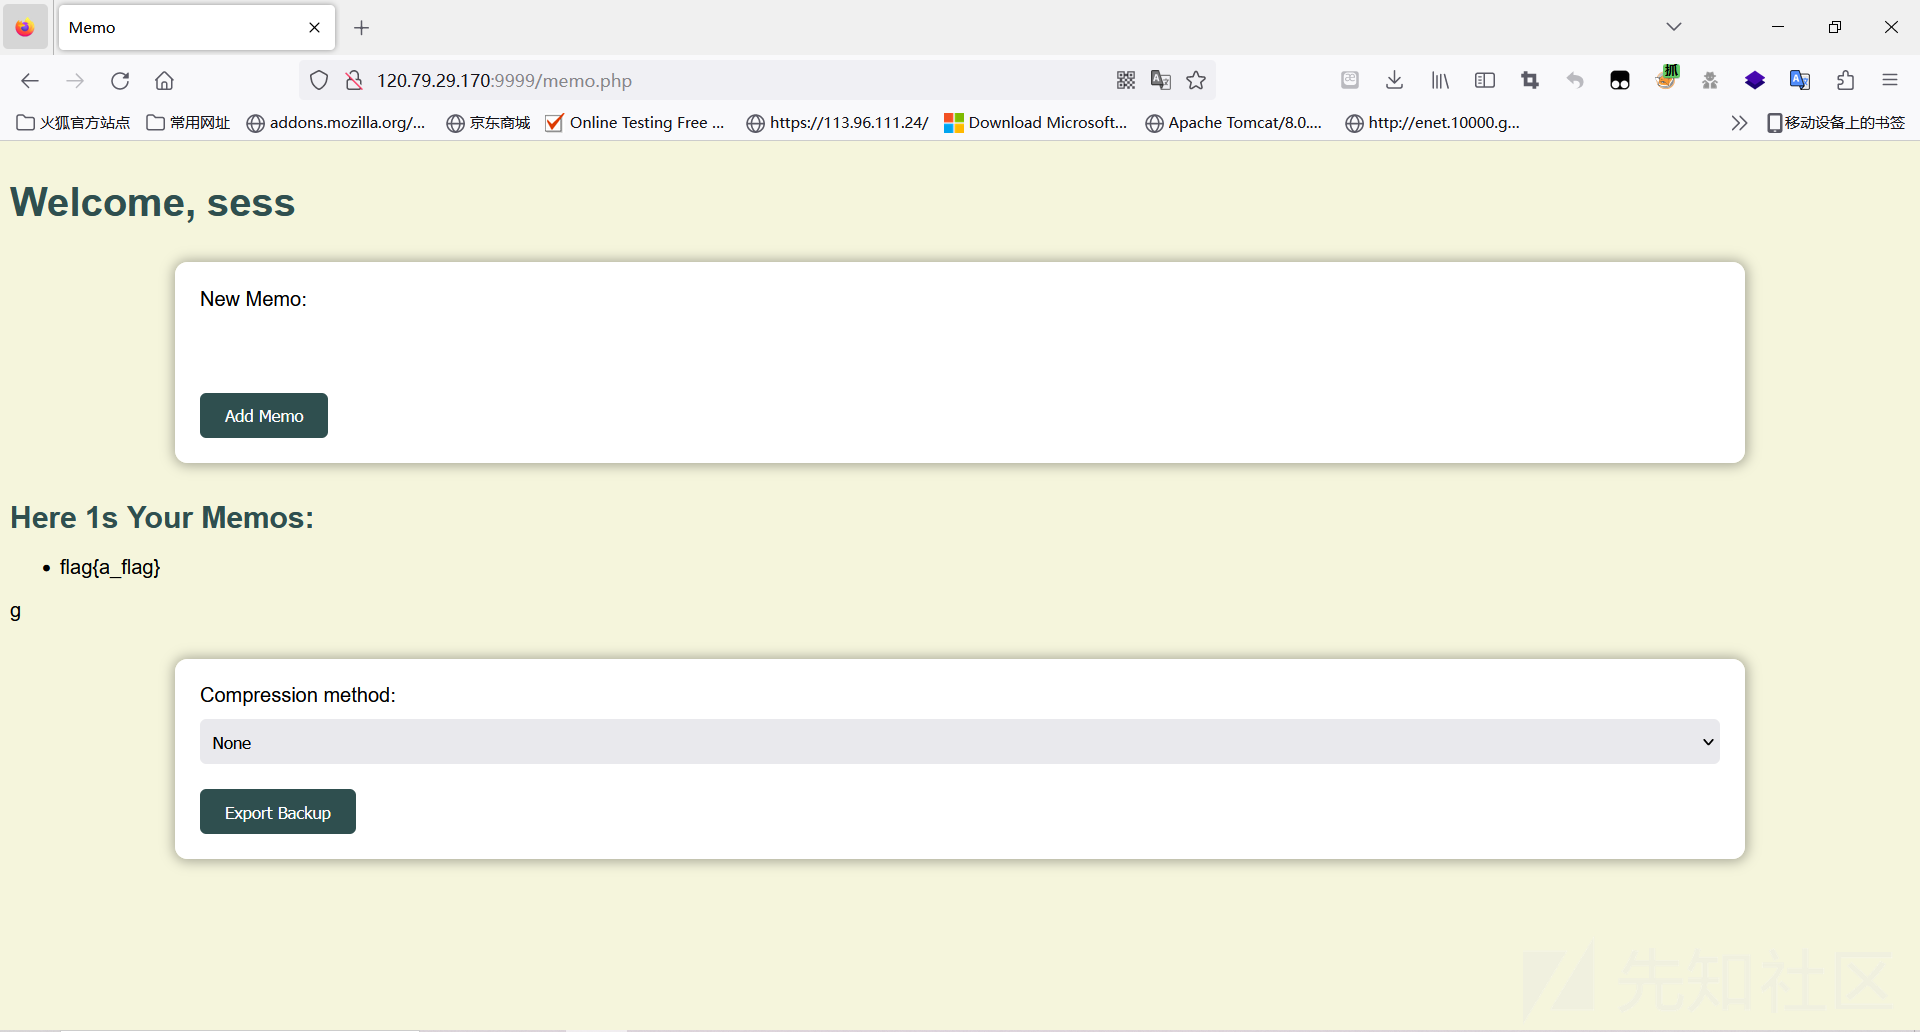 Memo
120.79.29.170:9999/memo.php
抓
火狐官方站点 常用网址 addons.mozilla.org/... 京东商城 Online Testing Free ... https://113.96.111.24/ Download Microsoft... Apache Tomcat/8.0.... http://enet.10000.g... 移动设备上的书签
Welcome, sess
New Memo:
Add Memo
Here 1s Your Memos:
flag{a_flag}
g
Compression method:
None
Export Backup
先知社区